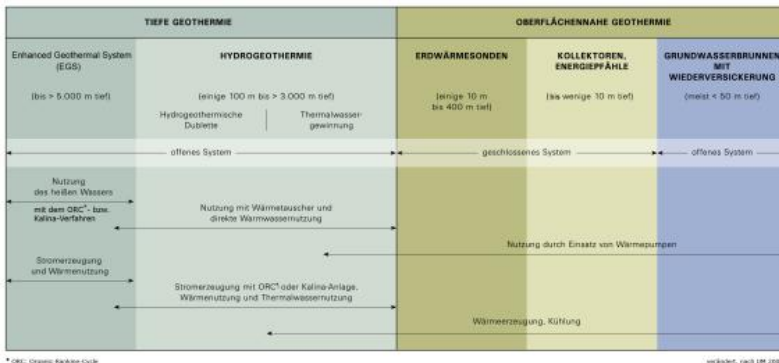 TIEFE GEOTHERMIE
OBERFLÄCHENNAHE GEOTHERMIE
Enhanced Geothermal System
(EGS)
(bis > 5.000 m tief)
HYDROGEOTHERMIE
(einige 100 m bis > 3.000 m tief)
Hydrogeothermische
Dublette
Thermalwasser-
gewinnung
ERDWÄRMESONDEN
(einige 10 m
bis 400 m tief)
KOLLEKTOREN,
ENERGIEPFÄHLE
(bis wenige 10 m tief)
GRUNDWASSERBRUNNEN
MIT
WIEDERVERSICKERUNG
(meist < 50 m tief)
offenes System
geschlossenes System
offenes System
Nutzung
des heißen Wassers
mit dem ORC*- bzw.
Kalina-Verfahren
Nutzung mit Wärmetauscher und
direkte Warmwassernutzung
Nutzung durch Einsatz von Wärmepumpen
Stromerzeugung
und Wärmenutzung
Stromerzeugung mit ORC* oder Kalina-Anlage,
Wärmenutzung und Thermalwassernutzung
Wärmeerzeugung, Kühlung
* ORC: Organic Rankine Cycle
verändert, nach UM